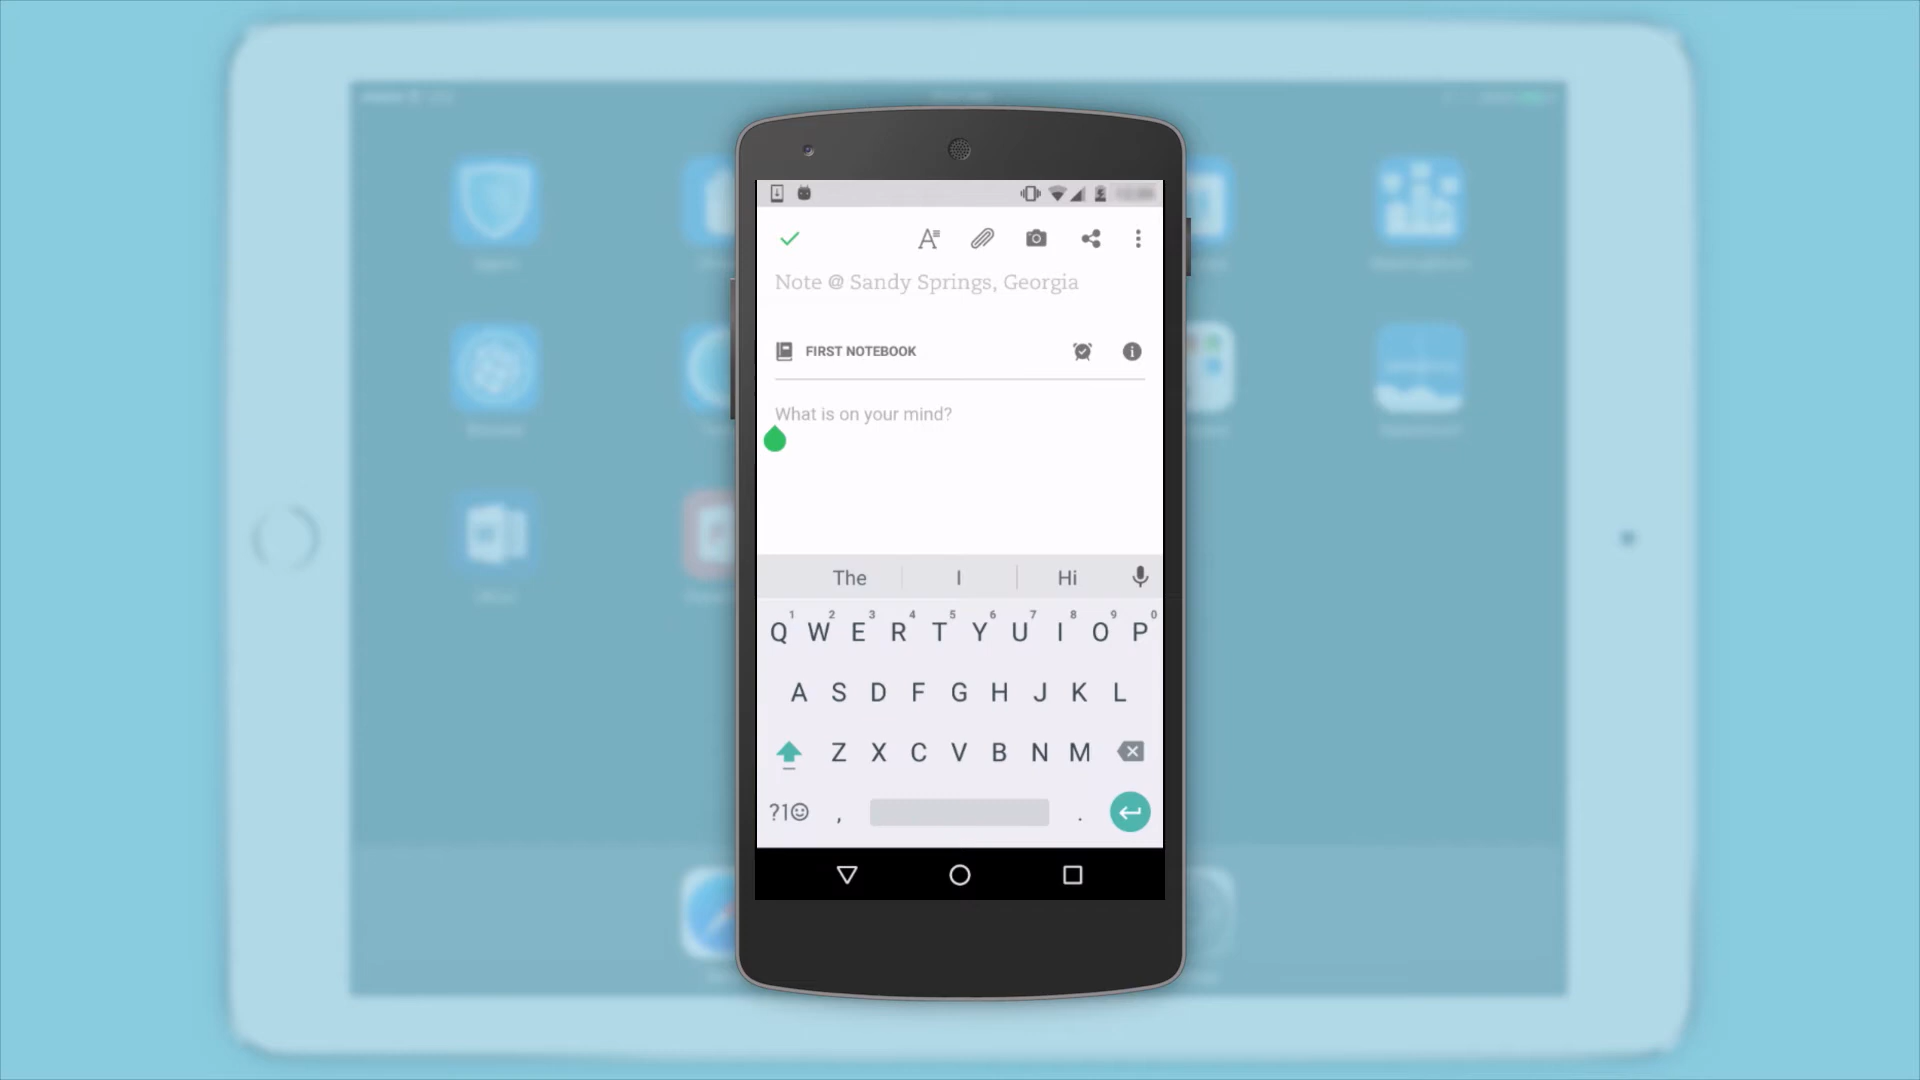 Note @ Sandy Springs, Georgia
FIRST NOTEBOOK
What is on your mind?
The I Hi
1 2 3 4 5 6 7 8 9 0
Q W E R T Y U I O P
A S D F G H J K L
Z X C V B N M
?1☺ , .